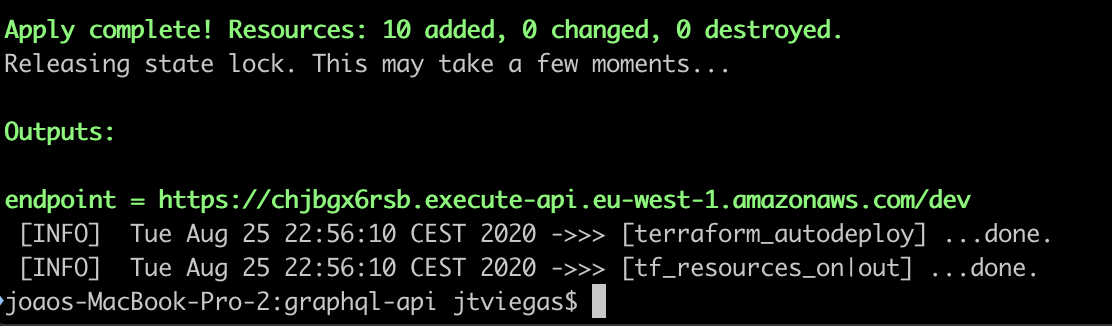 Apply complete! Resources: 10 added, 0 changed, 0 destroyed.
Releasing state lock. This may take a few moments...
Outputs:
endpoint = https://chjbgx6rsb.execute-api.eu-west-1.amazonaws.com/dev
[INFO]  Tue Aug 25 22:56:10 CEST 2020 ->>> [terraform_autodeploy] ...done.
[INFO]  Tue Aug 25 22:56:10 CEST 2020 ->>> [tf_resources_on|out] ...done.
joaos-MacBook-Pro-2:graphql-api jtviegas$